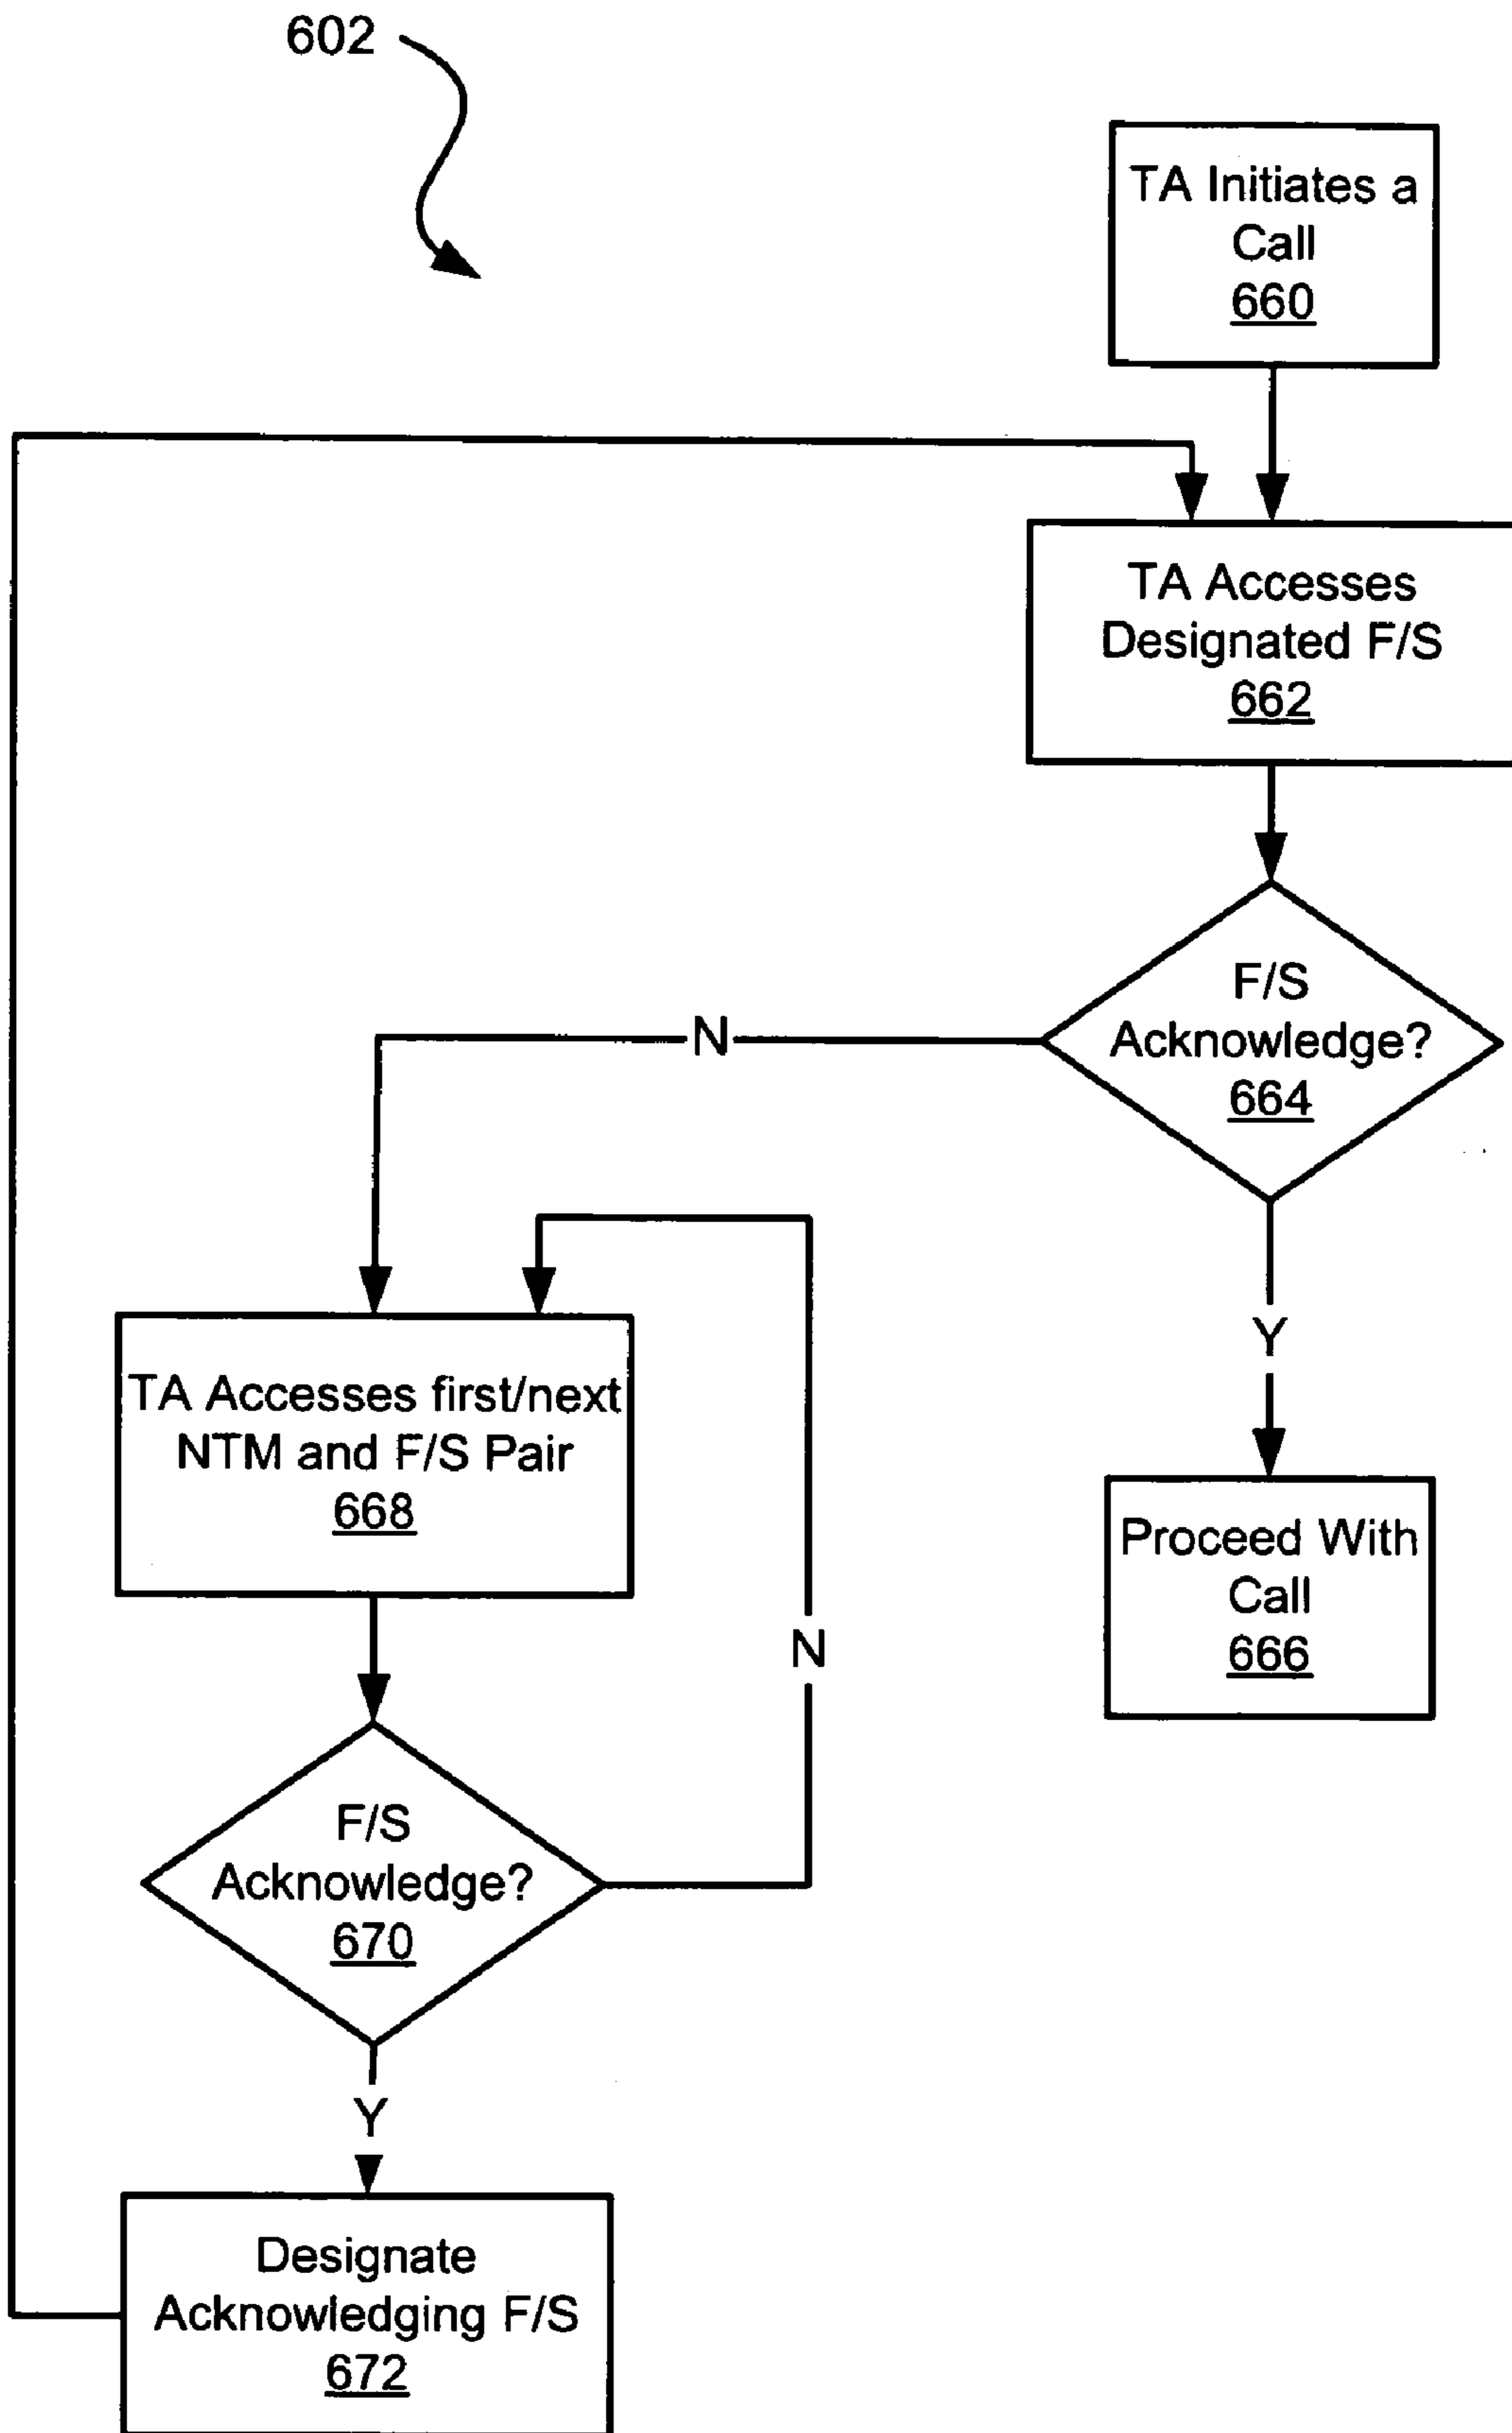 602
TA Initiates a
Call
660
TA Accesses
Designated F/S
662
F/S
Acknowledge?
664
N
Y
TA Accesses first/next
NTM and F/S Pair
668
Proceed With
Call
666
N
F/S
Acknowledge?
670
Y
Designate
Acknowledging F/S
672